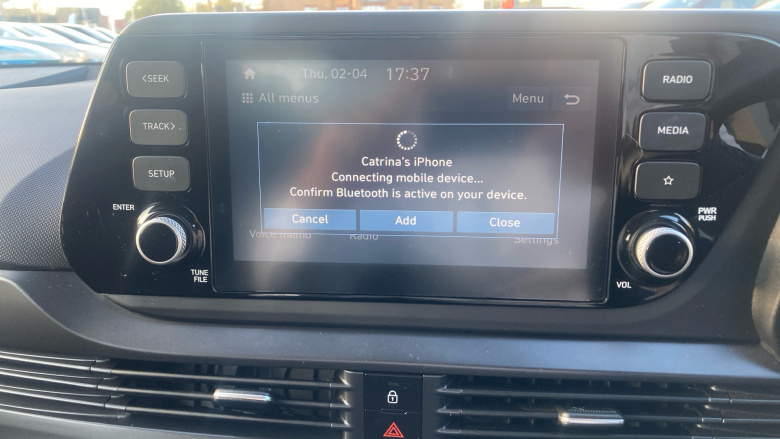 <SEEK
TRACK>
SETUP
ENTER
TUNE
FILE
Thu, 02-04 17:37
All menus Menu
Catrina's iPhone
Connecting mobile device...
Confirm Bluetooth is active on your device.
Cancel Add Close
Voice memo Radio Settings
RADIO
MEDIA
PWR
PUSH
VOL